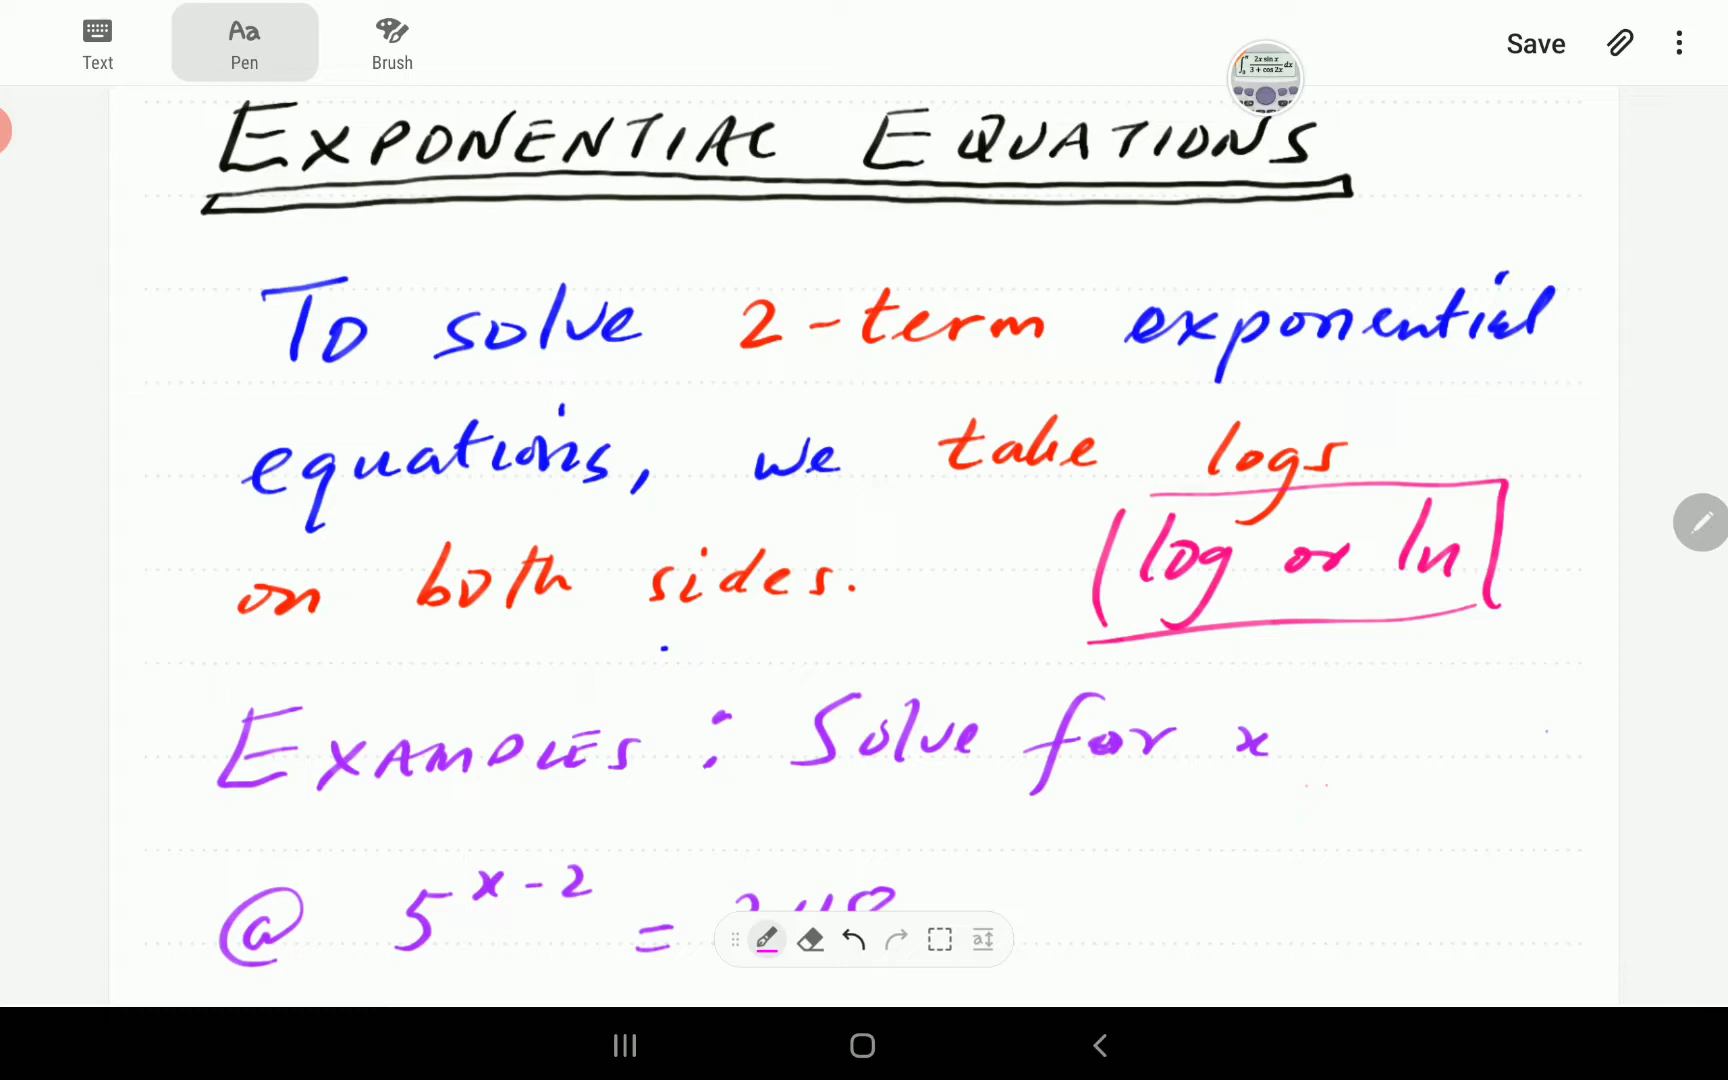 Text
Pen
Brush
Save
EXPONENTIAL EQUATIONS
To solve 2-term exponential
equations, we take logs
on both sides. (log or ln)
EXAMPLES : Solve for x
@ 5^{x-2} =